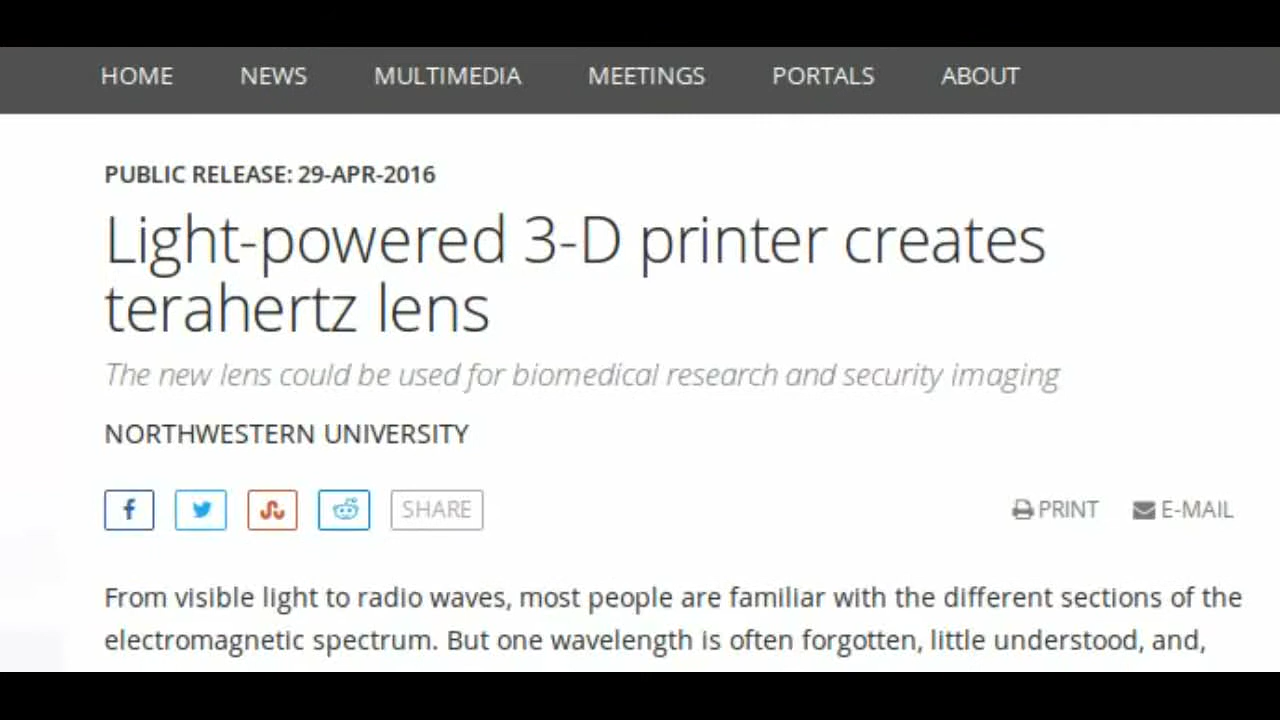 HOME NEWS MULTIMEDIA MEETINGS PORTALS ABOUT
PUBLIC RELEASE: 29-APR-2016
Light-powered 3-D printer creates
terahertz lens
The new lens could be used for biomedical research and security imaging
NORTHWESTERN UNIVERSITY
f SHARE PRINT E-MAIL
From visible light to radio waves, most people are familiar with the different sections of the
electromagnetic spectrum. But one wavelength is often forgotten, little understood, and,